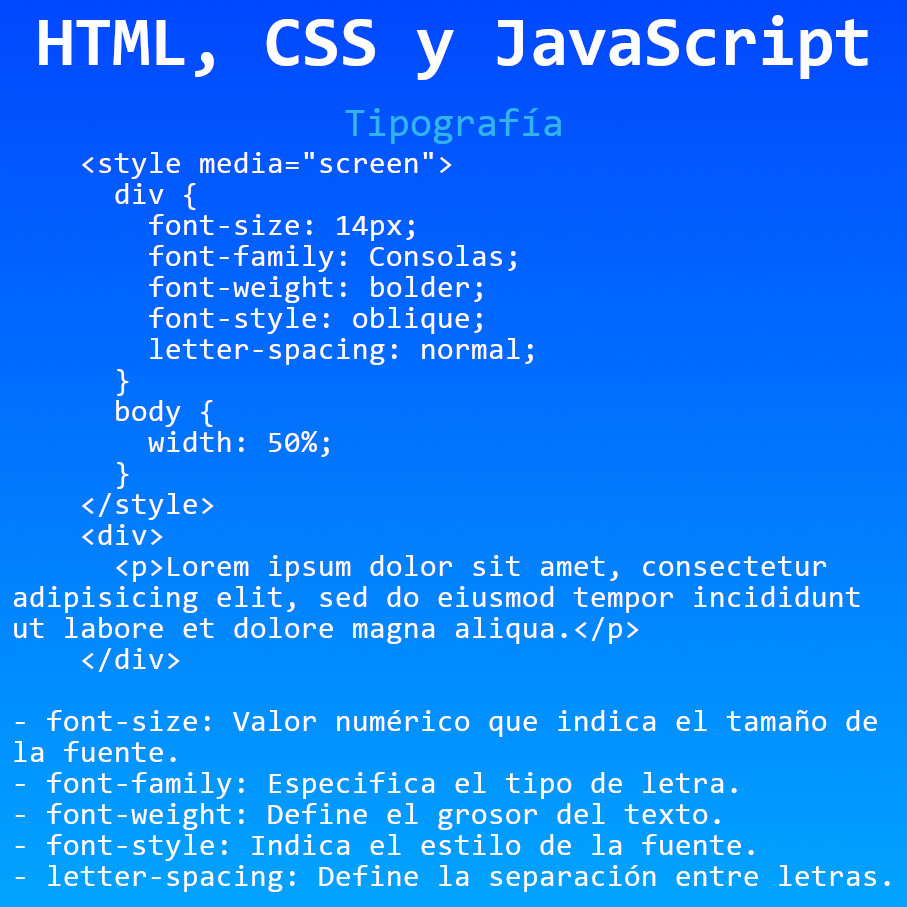 HTML, CSS y JavaScript
Tipografía
<style media="screen">
div {
font-size: 14px;
font-family: Consolas;
font-weight: bolder;
font-style: oblique;
letter-spacing: normal;
}
body {
width: 50%;
}
</style>
<div>
<p>Lorem ipsum dolor sit amet, consectetur
adipisicing elit, sed do eiusmod tempor incididunt
ut labore et dolore magna aliqua.</p>
</div>
- font-size: Valor numérico que indica el tamaño de
la fuente.
- font-family: Especifica el tipo de letra.
- font-weight: Define el grosor del texto.
- font-style: Indica el estilo de la fuente.
- letter-spacing: Define la separación entre letras.